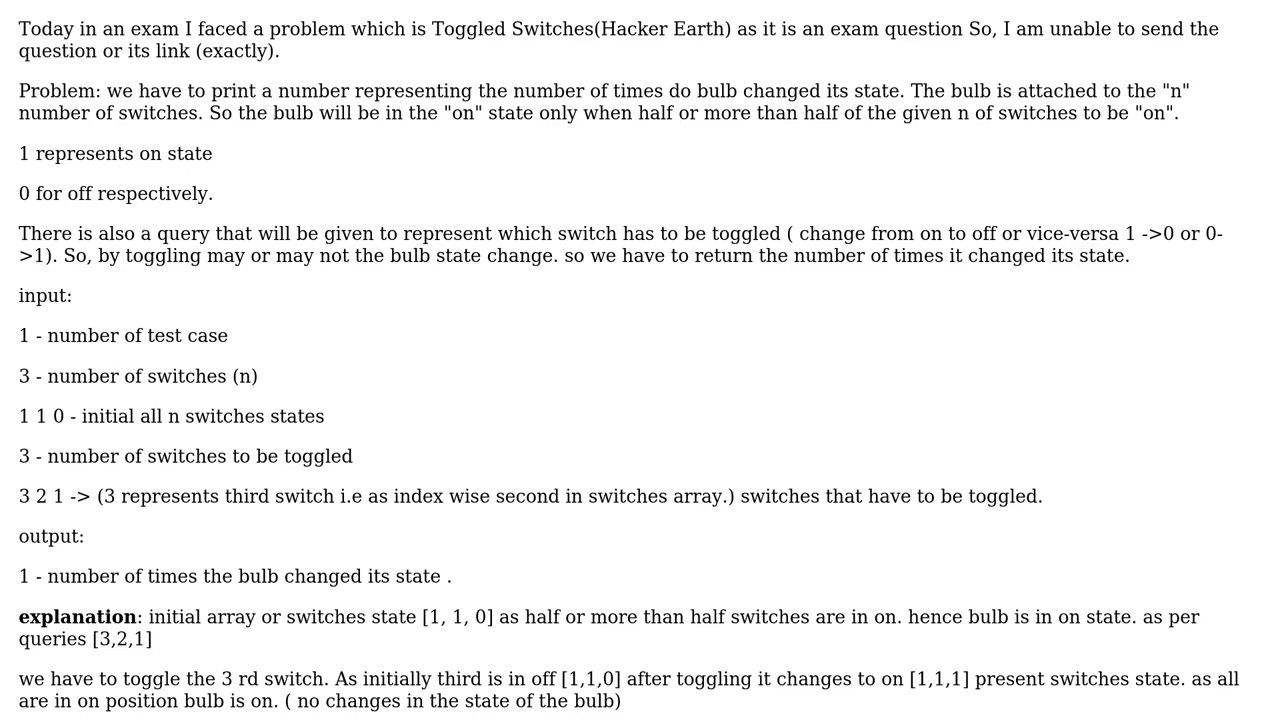 Today in an exam I faced a problem which is Toggled Switches(Hacker Earth) as it is an exam question So, I am unable to send the
question or its link (exactly).
Problem: we have to print a number representing the number of times do bulb changed its state. The bulb is attached to the "n"
number of switches. So the bulb will be in the "on" state only when half or more than half of the given n of switches to be "on".
1 represents on state
0 for off respectively.
There is also a query that will be given to represent which switch has to be toggled ( change from on to off or vice-versa 1 ->0 or 0-
>1). So, by toggling may or may not the bulb state change. so we have to return the number of times it changed its state.
input:
1 - number of test case
3 - number of switches (n)
1 1 0 - initial all n switches states
3 - number of switches to be toggled
3 2 1 -> (3 represents third switch i.e as index wise second in switches array.) switches that have to be toggled.
output:
1 - number of times the bulb changed its state .
explanation: initial array or switches state [1, 1, 0] as half or more than half switches are in on. hence bulb is in on state. as per
queries [3,2,1]
we have to toggle the 3 rd switch. As initially third is in off [1,1,0] after toggling it changes to on [1,1,1] present switches state. as all
are in on position bulb is on. ( no changes in the state of the bulb)